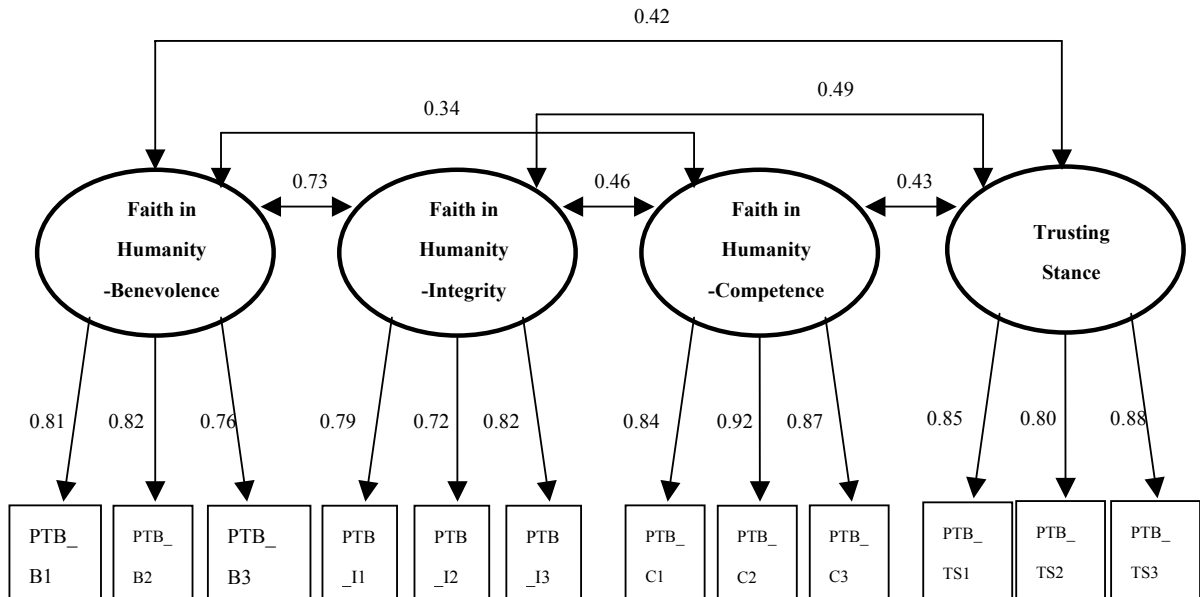 0.42
0.49
0.34
0.73
0.46
0.43
Faith in
Humanity
-Benevolence
Faith in
Humanity
-Integrity
Faith in
Humanity
-Competence
Trusting
Stance
0.81
0.82
0.76
0.79
0.72
0.82
0.84
0.92
0.87
0.85
0.80
0.88
PTB_
B1
PTB_
B2
PTB_
B3
PTB
_I1
PTB
_I2
PTB
_I3
PTB_
C1
PTB_
C2
PTB_
C3
PTB_
TS1
PTB_
TS2
PTB_
TS3